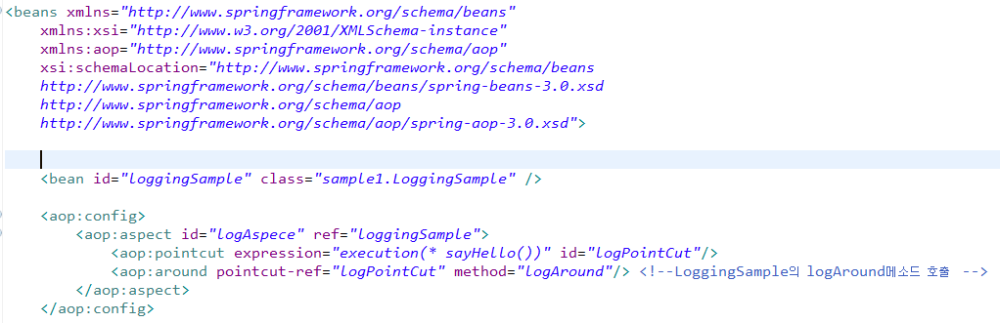 <beans xmlns="http://www.springframework.org/schema/beans"
xmlns:xsi="http://www.w3.org/2001/XMLSchema-instance"
xmlns:aop="http://www.springframework.org/schema/aop"
xsi:schemaLocation="http://www.springframework.org/schema/beans
http://www.springframework.org/schema/beans/spring-beans-3.0.xsd
http://www.springframework.org/schema/aop
http://www.springframework.org/schema/aop/spring-aop-3.0.xsd">
<bean id="loggingSample" class="sample1.LoggingSample" />
<aop:config>
<aop:aspect id="logAspece" ref="loggingSample">
<aop:pointcut expression="execution(* sayHello())" id="logPointCut"/>
<aop:around pointcut-ref="logPointCut" method="logAround"/> <!--LoggingSample의 logAround메소드 호출 -->
</aop:aspect>
</aop:config>